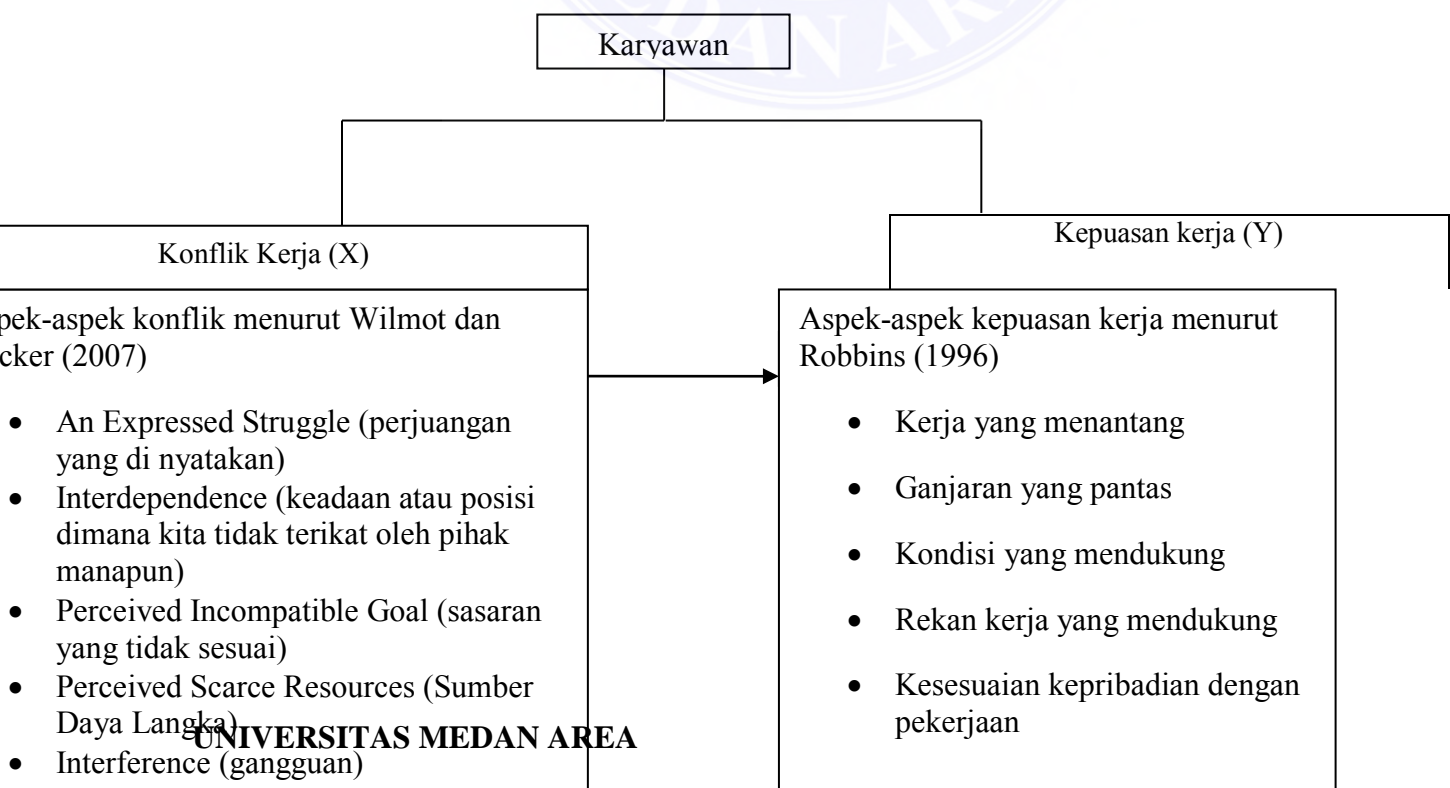 Karyawan
Konflik Kerja (X)
Kepuasan kerja (Y)
pek-aspek konflik menurut Wilmot dan
cker (2007)
• An Expressed Struggle (perjuangan
yang di nyatakan)
• Interdependence (keadaan atau posisi
dimana kita tidak terikat oleh pihak
manapun)
• Perceived Incompatible Goal (sasaran
yang tidak sesuai)
• Perceived Scarce Resources (Sumber
Daya Langka)
• Interference (gangguan)
Aspek-aspek kepuasan kerja menurut
Robbins (1996)
• Kerja yang menantang
• Ganjaran yang pantas
• Kondisi yang mendukung
• Rekan kerja yang mendukung
• Kesesuaian kepribadian dengan
pekerjaan
UNIVERSITAS MEDAN AREA